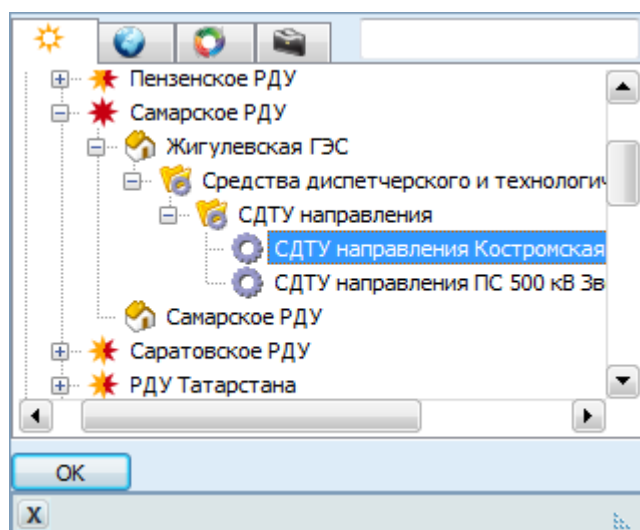 Пензенское РДУ
Самарское РДУ
Жигулевская ГЭС
Средства диспетчерского и технологич
СДТУ направления
СДТУ направления Костромская
СДТУ направления ПС 500 кВ Зв
Самарское РДУ
Саратовское РДУ
РДУ Татарстана
OK
X